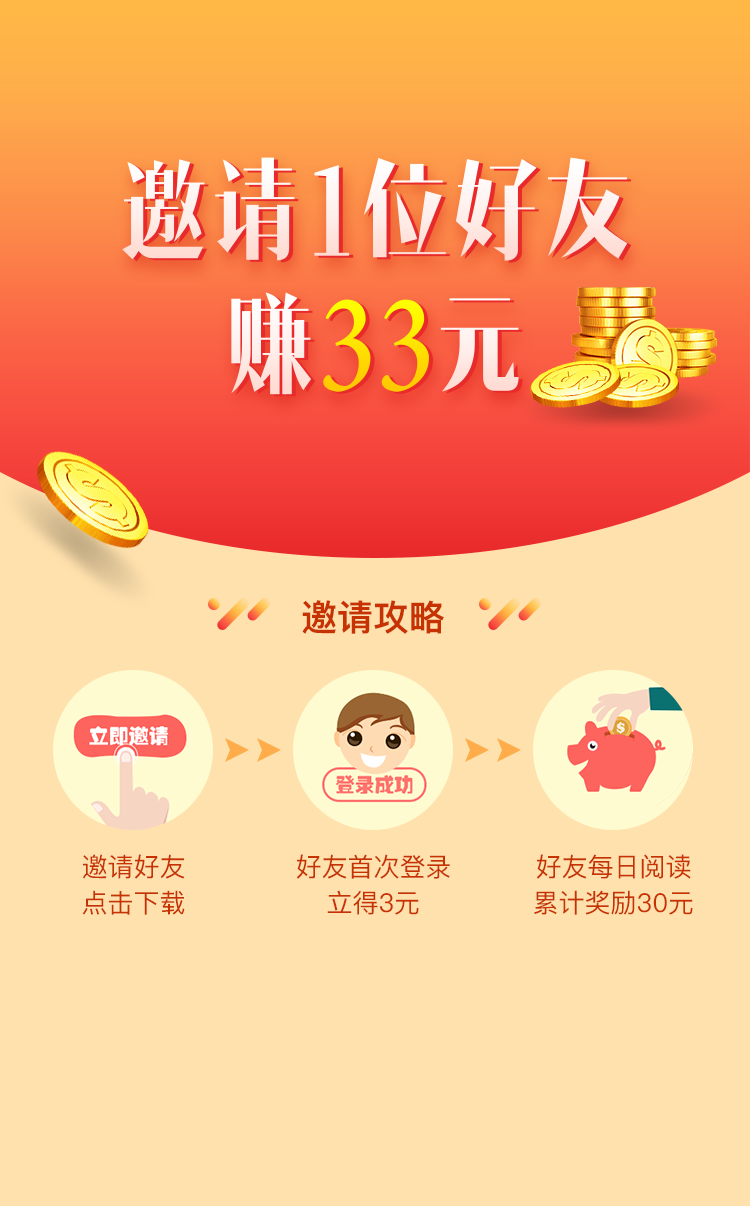 邀请1位好友
赚33元
邀请攻略
立即邀请
登录成功
邀请好友
点击下载
好友首次登录
立得3元
好友每日阅读
累计奖励30元